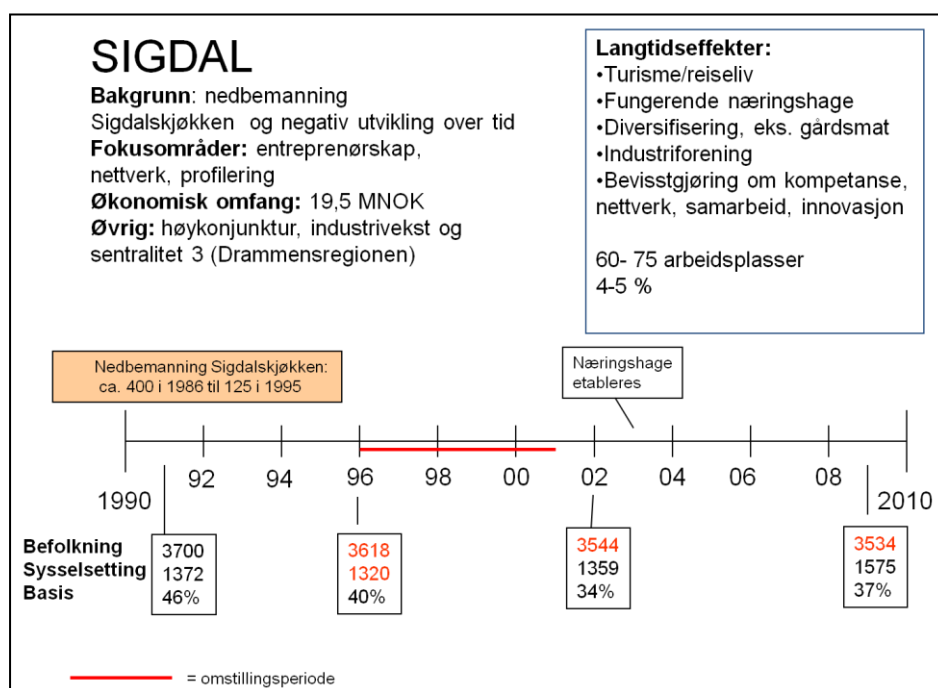 SIGDAL
Bakgrunn: nedbemanning
Sigdalskjøkken og negativ utvikling over tid
Fokusområder: entreprenørskap,
nettverk, profilering
Økonomisk omfang: 19,5 MNOK
Øvrig: høykonjunktur, industrivekst og
sentralitet 3 (Drammensregionen)
Langtidseffekter:
•Turisme/reiseliv
•Fungerende næringshage
•Diversifisering, eks. gårdsmat
•Industriforening
•Bevisstgjøring om kompetanse,
nettverk, samarbeid, innovasjon
60- 75 arbeidsplasser
4-5 %
Nedbemanning Sigdalskjøkken:
ca. 400 i 1986 til 125 i 1995
Næringshage
etableres
1990 92 94 96 98 00 02 04 06 08 2010
Befolkning 3700 3618 3544 3534
Sysselsetting 1372 1320 1359 1575
Basis 46% 40% 34% 37%
= omstillingsperiode